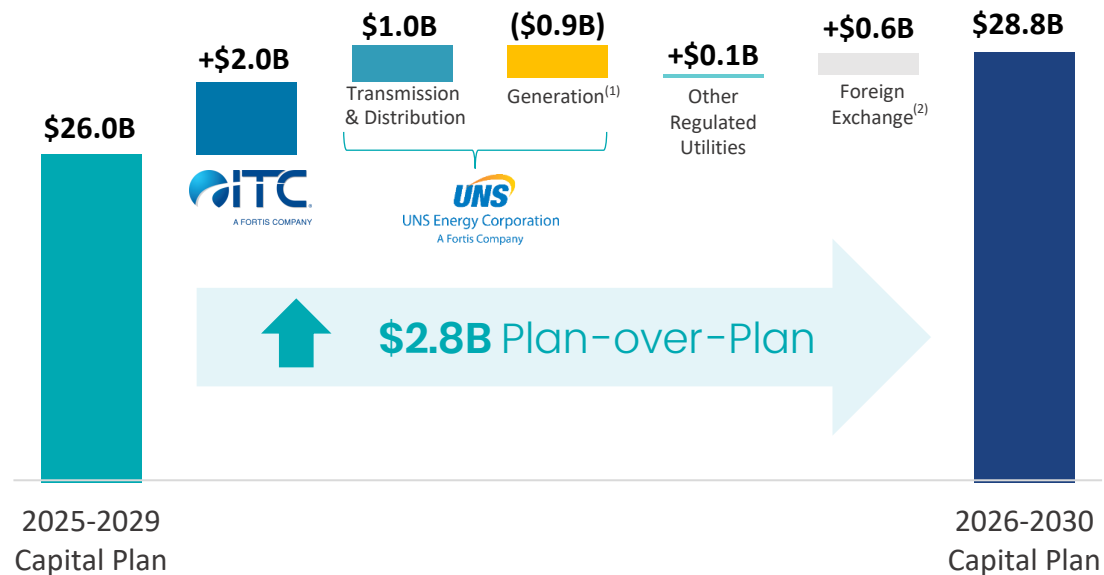 $26.0B
+$2.0B
$1.0B
($0.9B)
+$0.1B
+$0.6B
$28.8B
Transmission
& Distribution
Generation(1)
Other
Regulated
Utilities
Foreign
Exchange(2)
ITC
A FORTIS COMPANY
UNS
UNS Energy Corporation
A Fortis Company
$2.8B Plan-over-Plan
2025-2029
Capital Plan
2026-2030
Capital Plan